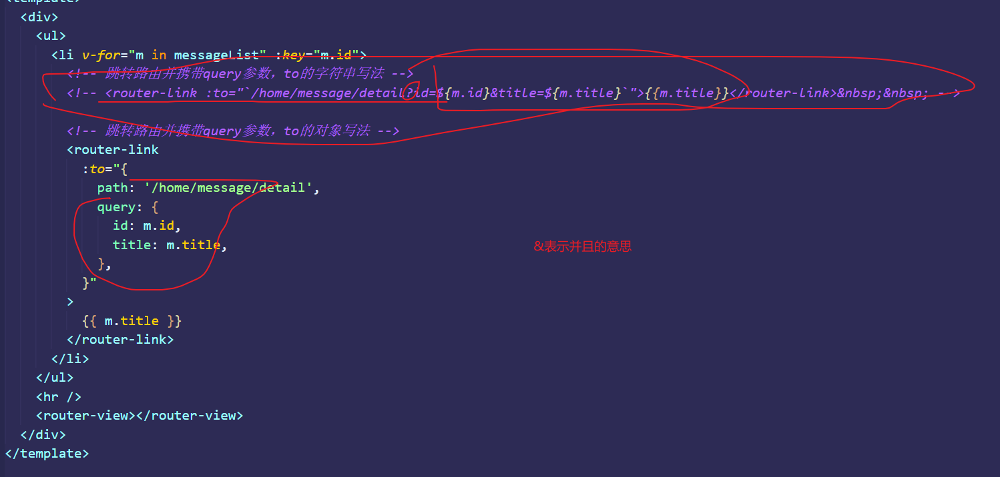 <template>
<div>
<ul>
<li v-for="m in messageList" :key="m.id">
<!-- 跳转路由并携带query参数，to的字符串写法 -->
<!-- <router-link :to="`/home/message/detail?id=${m.id}&title=${m.title}`">{{m.title}}</router-link>&nbsp;&nbsp; -->
<!-- 跳转路由并携带query参数，to的对象写法 -->
<router-link
:to="{
path: '/home/message/detail',
query: {
id: m.id,
title: m.title,
&表示并且的意思
},
}"
>
{{ m.title }}
</router-link>
</li>
</ul>
<hr />
<router-view></router-view>
</div>
</template>